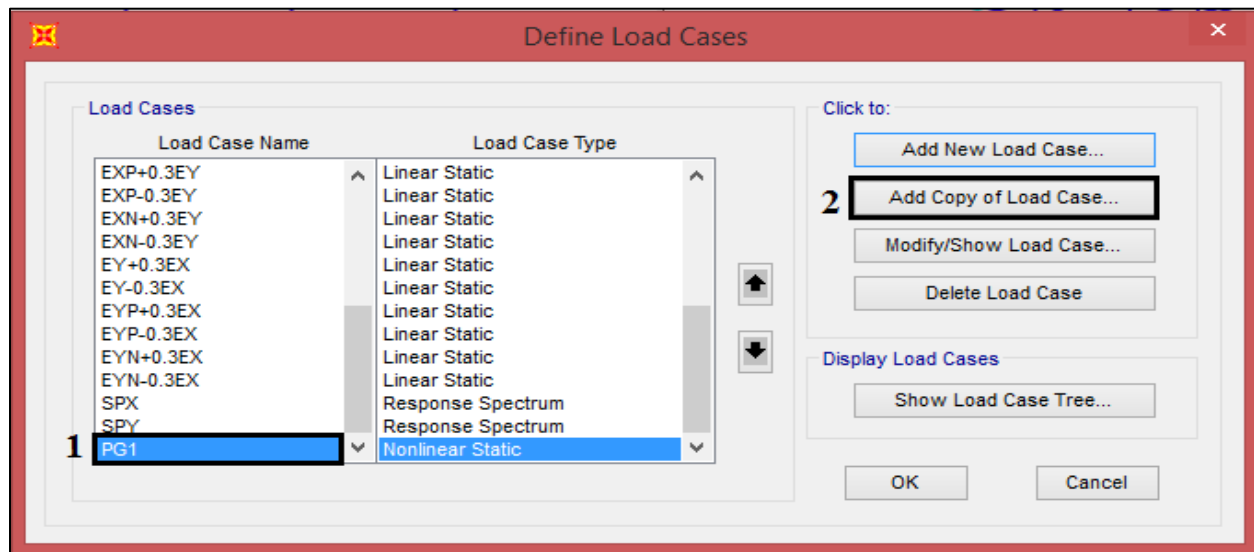 Define Load Cases
Load Cases
Load Case Name Load Case Type
EXP+0.3EY Linear Static
EXP-0.3EY Linear Static
EXN+0.3EY Linear Static
EXN-0.3EY Linear Static
EY+0.3EX Linear Static
EY-0.3EX Linear Static
EYP+0.3EX Linear Static
EYP-0.3EX Linear Static
EYN+0.3EX Linear Static
EYN-0.3EX Linear Static
SPX Response Spectrum
SPY Response Spectrum
1 PG1 Nonlinear Static
Click to:
Add New Load Case...
2 Add Copy of Load Case...
Modify/Show Load Case...
Delete Load Case
Display Load Cases
Show Load Case Tree...
OK Cancel